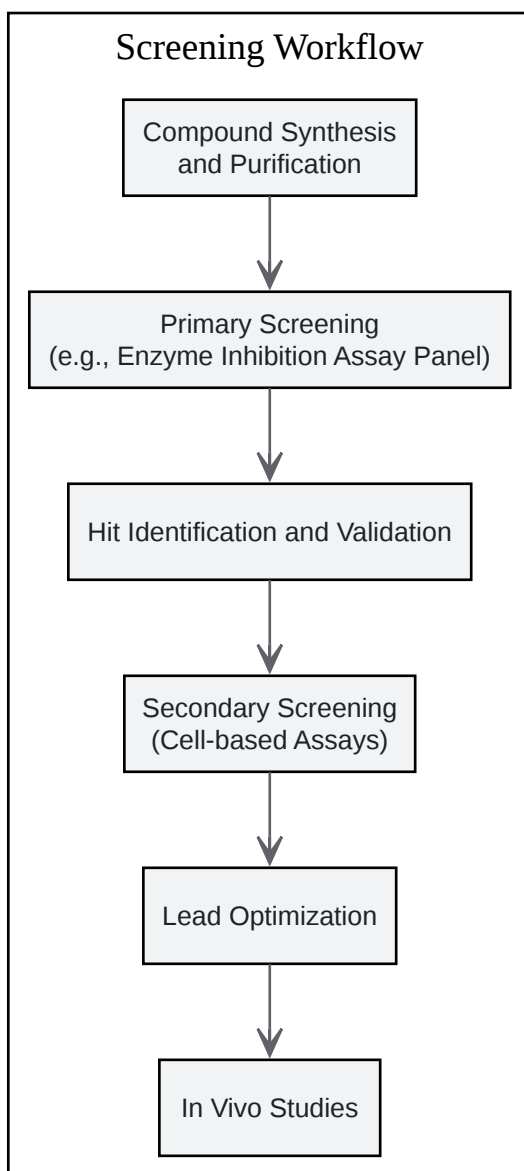 Screening Workflow
Compound Synthesis
and Purification
Primary Screening
(e.g., Enzyme Inhibition Assay Panel)
Hit Identification and Validation
Secondary Screening
(Cell-based Assays)
Lead Optimization
In Vivo Studies